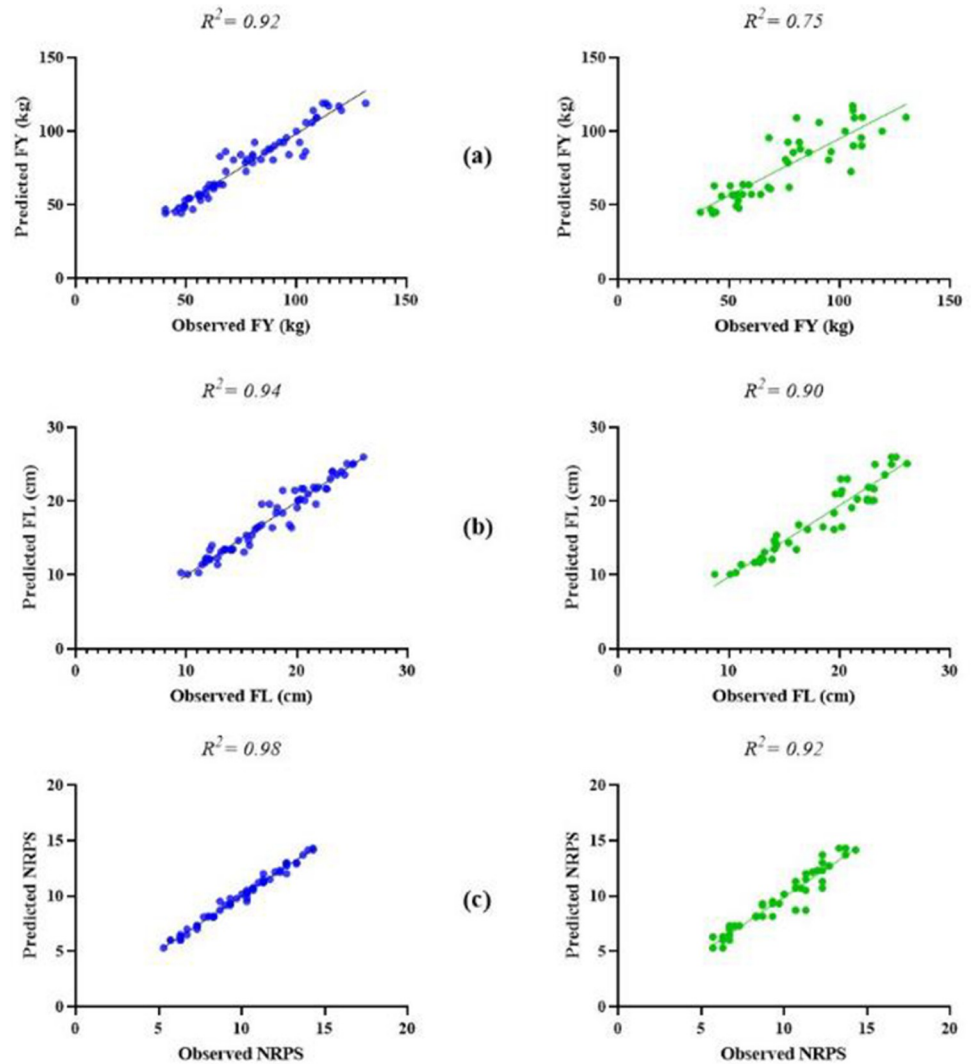 R² = 0.92
R² = 0.75
150
100
50
0
Predicted FY (kg)
50
100
150
Observed FY (kg)
(a)
150
100
50
0
Predicted FY (kg)
0
50
100
150
Observed FY (kg)
R² = 0.94
R² = 0.90
30
20
10
0
Predicted FL (cm)
0
10
20
30
Observed FL (cm)
(b)
30
20
10
0
Predicted FL (cm)
0
10
20
30
Observed FL (cm)
R² = 0.98
R² = 0.92
20
15
10
5
0
Predicted NRPS
0
5
10
15
20
Observed NRPS
(c)
20
15
10
5
0
Predicted NRPS
0
5
10
15
20
Observed NRPS